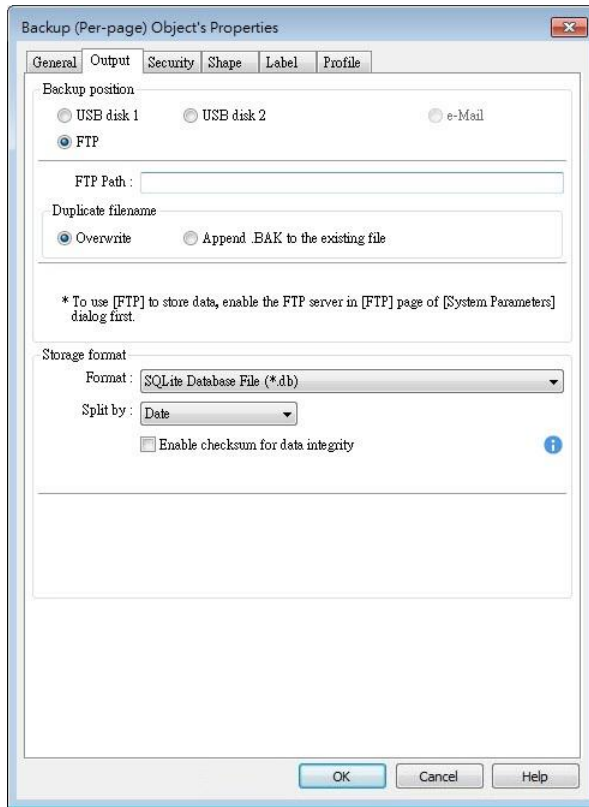 Backup (Per-page) Object's Properties
General Output Security Shape Label Profile
Backup position
USB disk 1 USB disk 2 e-Mail
FTP
FTP Path :
Duplicate filename
Overwrite Append .BAK to the existing file
* To use [FTP] to store data, enable the FTP server in [FTP] page of [System Parameters]
dialog first.
Storage format
Format : SQLite Database File (*.db)
Split by : Date
Enable checksum for data integrity
OK Cancel Help